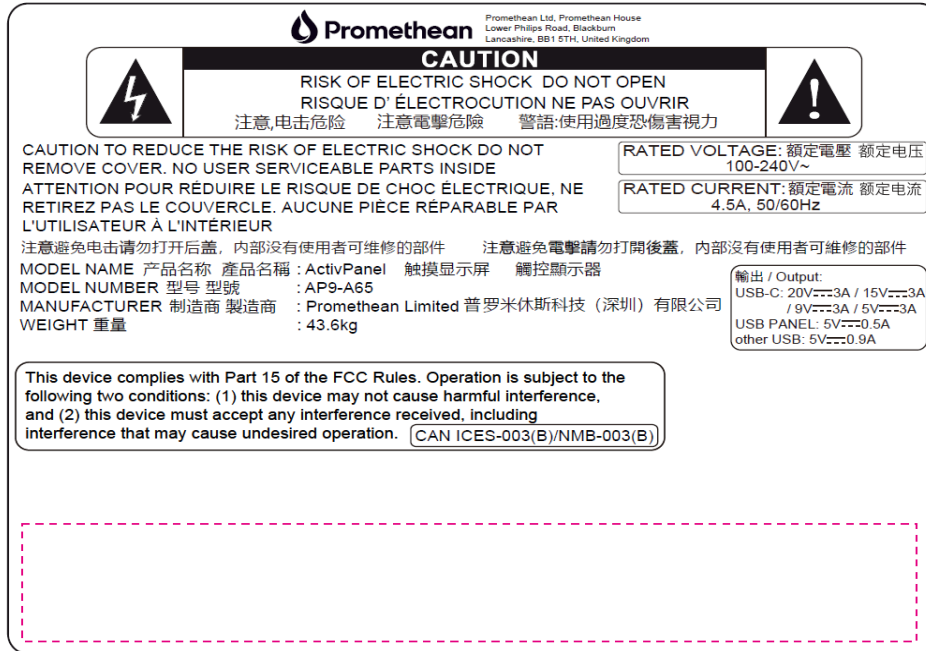 Promethean
Promethean Ltd, Promethean House
Lower Philips Road, Blackburn
Lancashire, BB1 5TH, United Kingdom
CAUTION
RISK OF ELECTRIC SHOCK DO NOT OPEN
RISQUE D' ÉLECTROCUTION NE PAS OUVRIR
注意,电击危险 注意電擊危險 警語:使用過度恐傷害視力
CAUTION TO REDUCE THE RISK OF ELECTRIC SHOCK DO NOT
REMOVE COVER. NO USER SERVICEABLE PARTS INSIDE
ATTENTION POUR RÉDUIRE LE RISQUE DE CHOC ÉLECTRIQUE, NE
RETIREZ PAS LE COUVERCLE. AUCUNE PIÈCE RÉPARABLE PAR
L'UTILISATEUR À L'INTÉRIEUR
RATED VOLTAGE: 額定電壓 额定电压
100-240V~
RATED CURRENT: 額定電流 额定电流
4.5A, 50/60Hz
注意避免电击请勿打开后盖，内部没有使用者可维修的部件 注意避免電擊請勿打開後蓋，內部沒有使用者可維修的部件
MODEL NAME 产品名称 產品名稱 : ActivPanel 触摸显示屏 觸控顯示器
MODEL NUMBER 型号 型號 : AP9-A65
MANUFACTURER 制造商 製造商 : Promethean Limited 普罗米休斯科技（深圳）有限公司
WEIGHT 重量 : 43.6kg
輸出 / Output:
USB-C: 20V⎓3A / 15V⎓3A
/ 9V⎓3A / 5V⎓3A
USB PANEL: 5V⎓0.5A
other USB: 5V⎓0.9A
This device complies with Part 15 of the FCC Rules. Operation is subject to the
following two conditions: (1) this device may not cause harmful interference,
and (2) this device must accept any interference received, including
interference that may cause undesired operation. CAN ICES-003(B)/NMB-003(B)